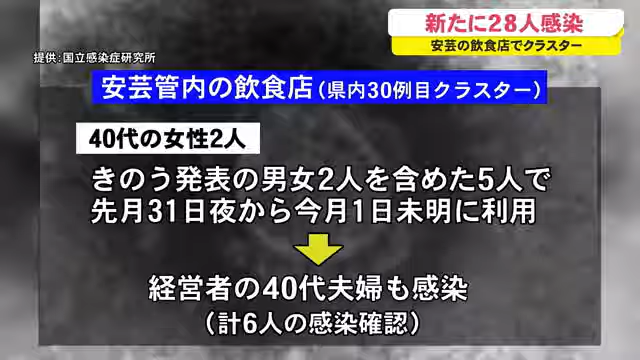 新たに28人感染
安芸の飲食店でクラスター
提供：国立感染症研究所
安芸管内の飲食店（県内30例目クラスター）
40代の女性2人
きのう発表の男女2人を含めた5人で
先月31日夜から今月1日未明に利用
経営者の40代夫婦も感染
（計6人の感染確認）